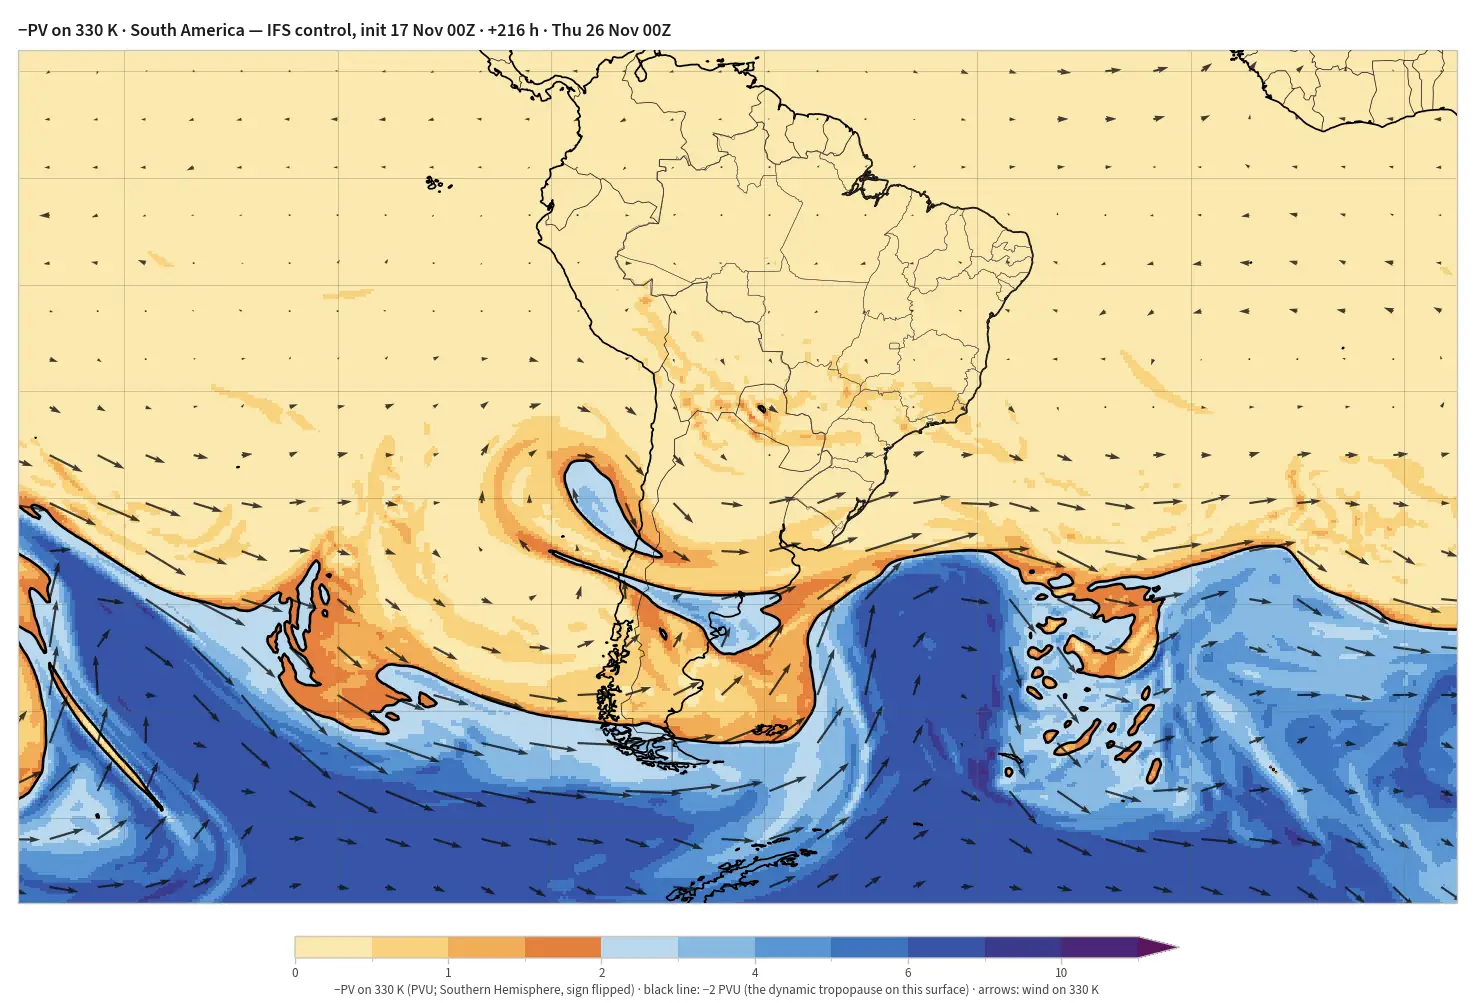 −PV on 330 K · South America — IFS control, init 17 Nov 00Z · +216 h · Thu 26 Nov 00Z
0 1 2 4 6 10
−PV on 330 K (PVU; Southern Hemisphere, sign flipped) · black line: −2 PVU (the dynamic tropopause on this surface) · arrows: wind on 330 K